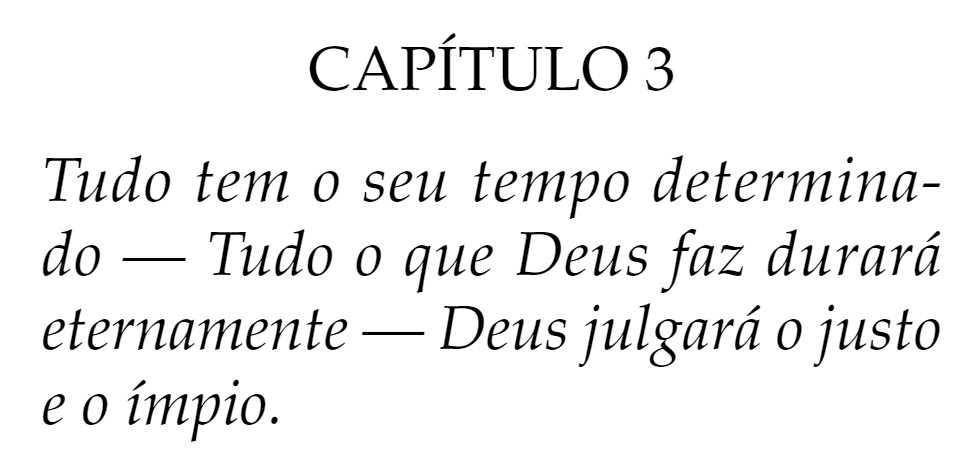 CAPÍTULO 3
Tudo tem o seu tempo determina-
do — Tudo o que Deus faz durará
eternamente — Deus julgará o justo
e o ímpio.